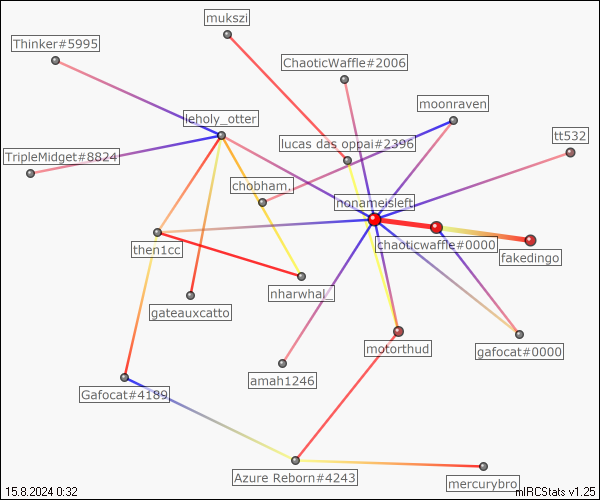 mukszi
Thinker#5995
ChaoticWaffle#2006
moonraven
leholy_otter
tt532
lucas das oppai#2396
TripleMidget#8824
chobham.
nonameisleft
then1cc
chaoticwaffle#0000
fakedingo
nharwhal_
gateauxcatto
motorthud
gafocat#0000
amah1246
Gafocat#4189
Azure Reborn#4243
mercurybro
15.8.2024 0:32
mIRCStats v1.25